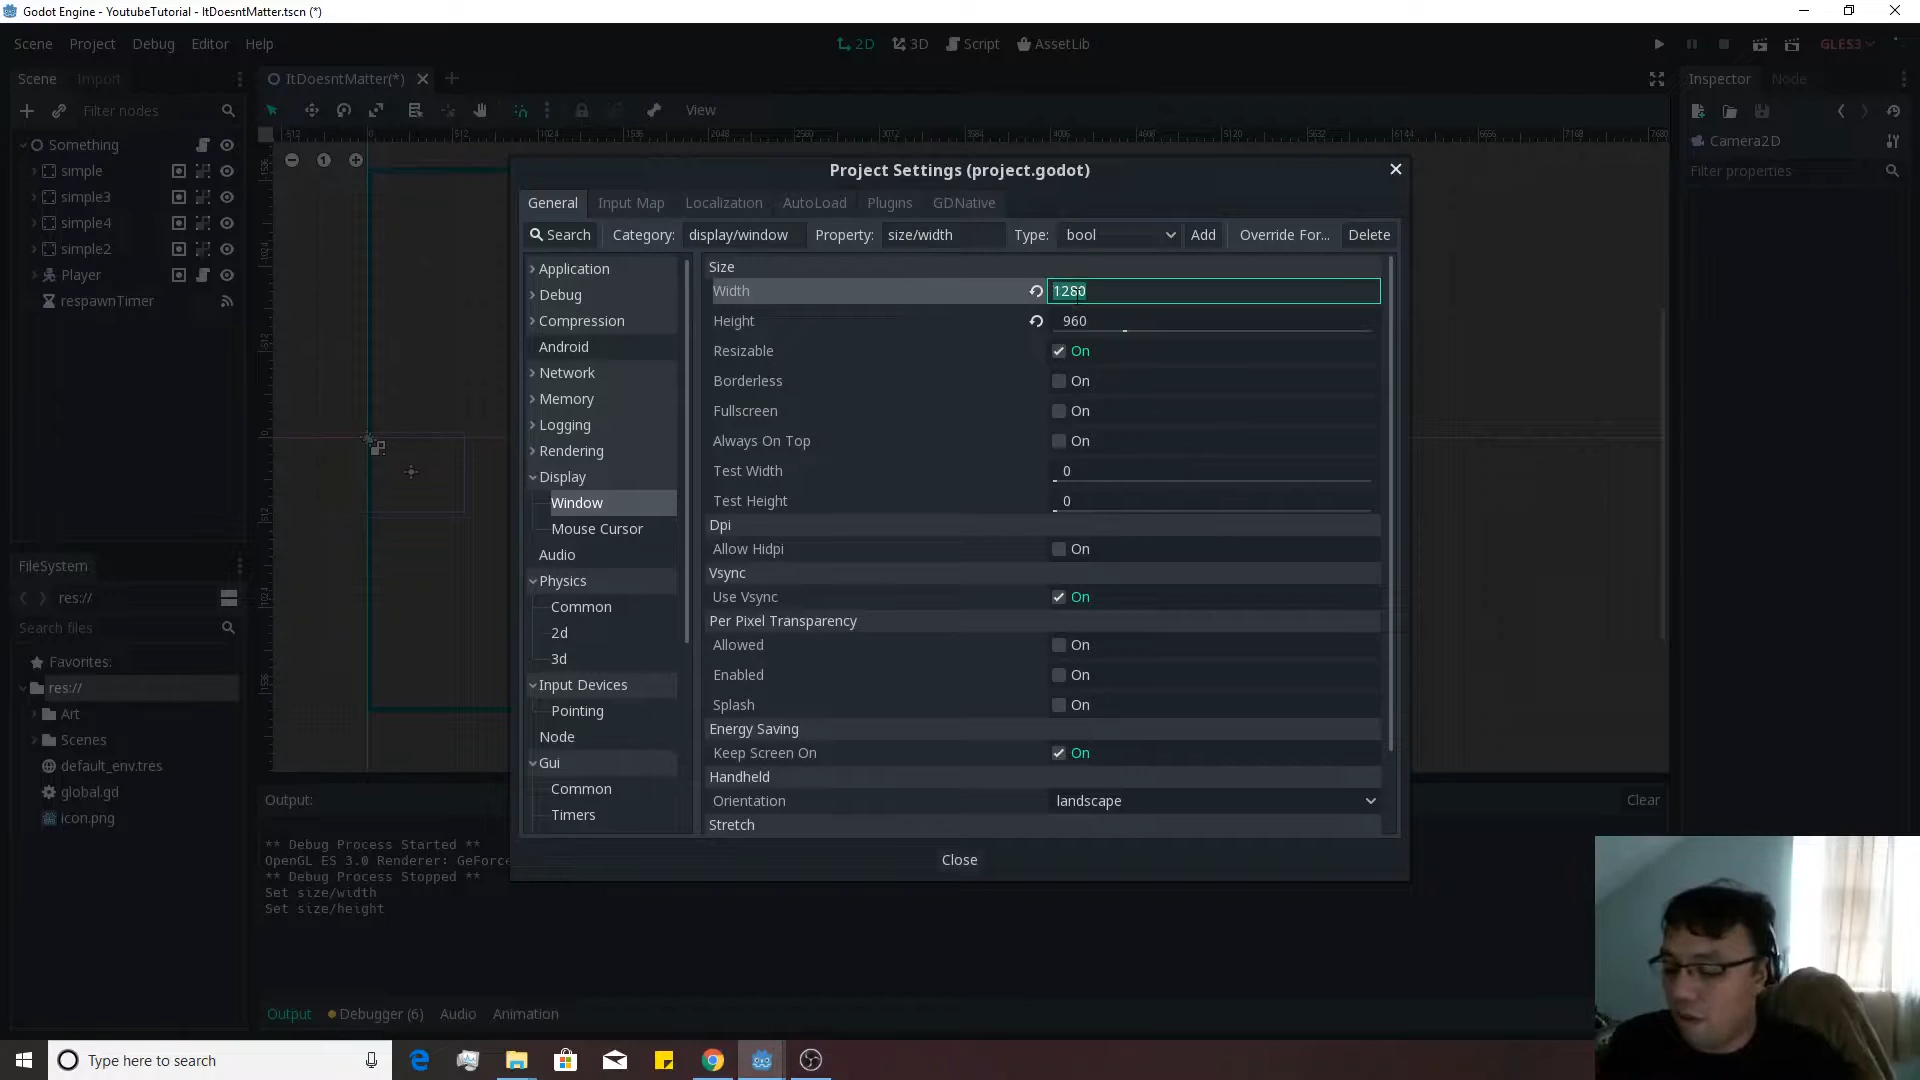 Godot Engine - YoutubeTutorial - ItDoesntMatter.tscn (*)
Scene Project Debug Editor Help
2D 3D Script AssetLib
GLES3
Scene Import
ItDoesntMatter(*)
Inspector Node
Filter nodes
View
Camera2D
Filter properties
Something
simple
simple3
simple4
simple2
Player
respawnTimer
Project Settings (project.godot)
General Input Map Localization AutoLoad Plugins GDNative
Search Category: display/window Property: size/width Type: bool Add Override For... Delete
Application
Debug
Compression
Android
Network
Memory
Logging
Rendering
Display
Window
Mouse Cursor
Audio
Physics
Common
2d
3d
Input Devices
Pointing
Node
Gui
Common
Timers
Size
Width 1280
Height 960
Resizable On
Borderless On
Fullscreen On
Always On Top On
Test Width 0
Test Height 0
Dpi
Allow Hidpi On
Vsync
Use Vsync On
Per Pixel Transparency
Allowed On
Enabled On
Splash On
Energy Saving
Keep Screen On On
Handheld
Orientation landscape
Stretch
Close
FileSystem
res://
Search files
Favorites:
res://
Art
Scenes
default_env.tres
global.gd
icon.png
Output:
Clear
** Debug Process Started **
OpenGL ES 3.0 Renderer: GeForce
** Debug Process Stopped **
Set size/width
Set size/height
Output Debugger (6) Audio Animation
Type here to search